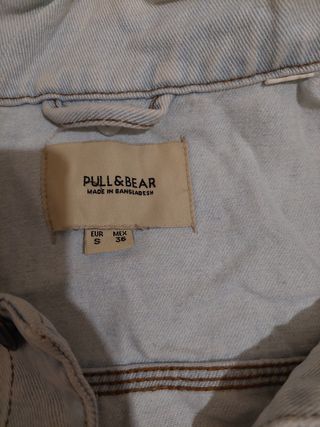 PULL&BEAR
MADE IN BANGLADESH
EUR MEX
S 36